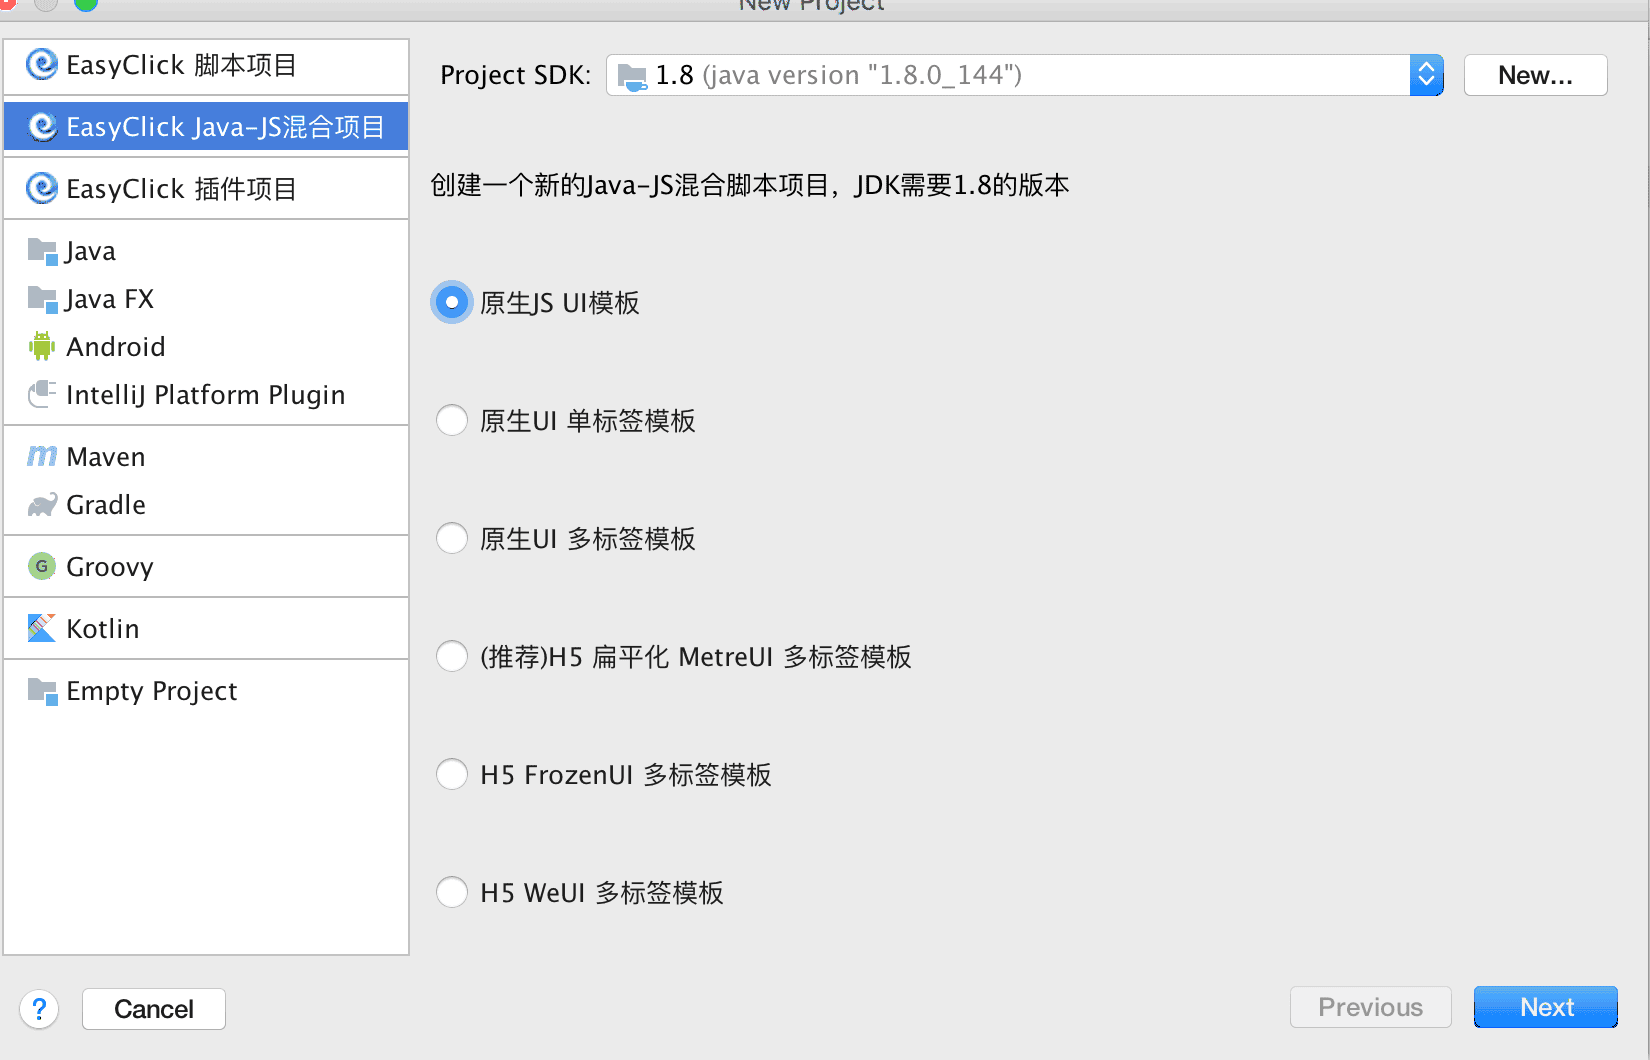 New Project
EasyClick 脚本项目
EasyClick Java-JS混合项目
EasyClick 插件项目
Java
Java FX
Android
IntelliJ Platform Plugin
Maven
Gradle
G Groovy
Kotlin
Empty Project
Project SDK: 1.8 (java version "1.8.0_144") New...
创建一个新的Java-JS混合脚本项目，JDK需要1.8的版本
原生JS UI模板
原生UI 单标签模板
原生UI 多标签模板
(推荐)H5 扁平化 MetreUI 多标签模板
H5 FrozenUI 多标签模板
H5 WeUI 多标签模板
? Cancel Previous Next